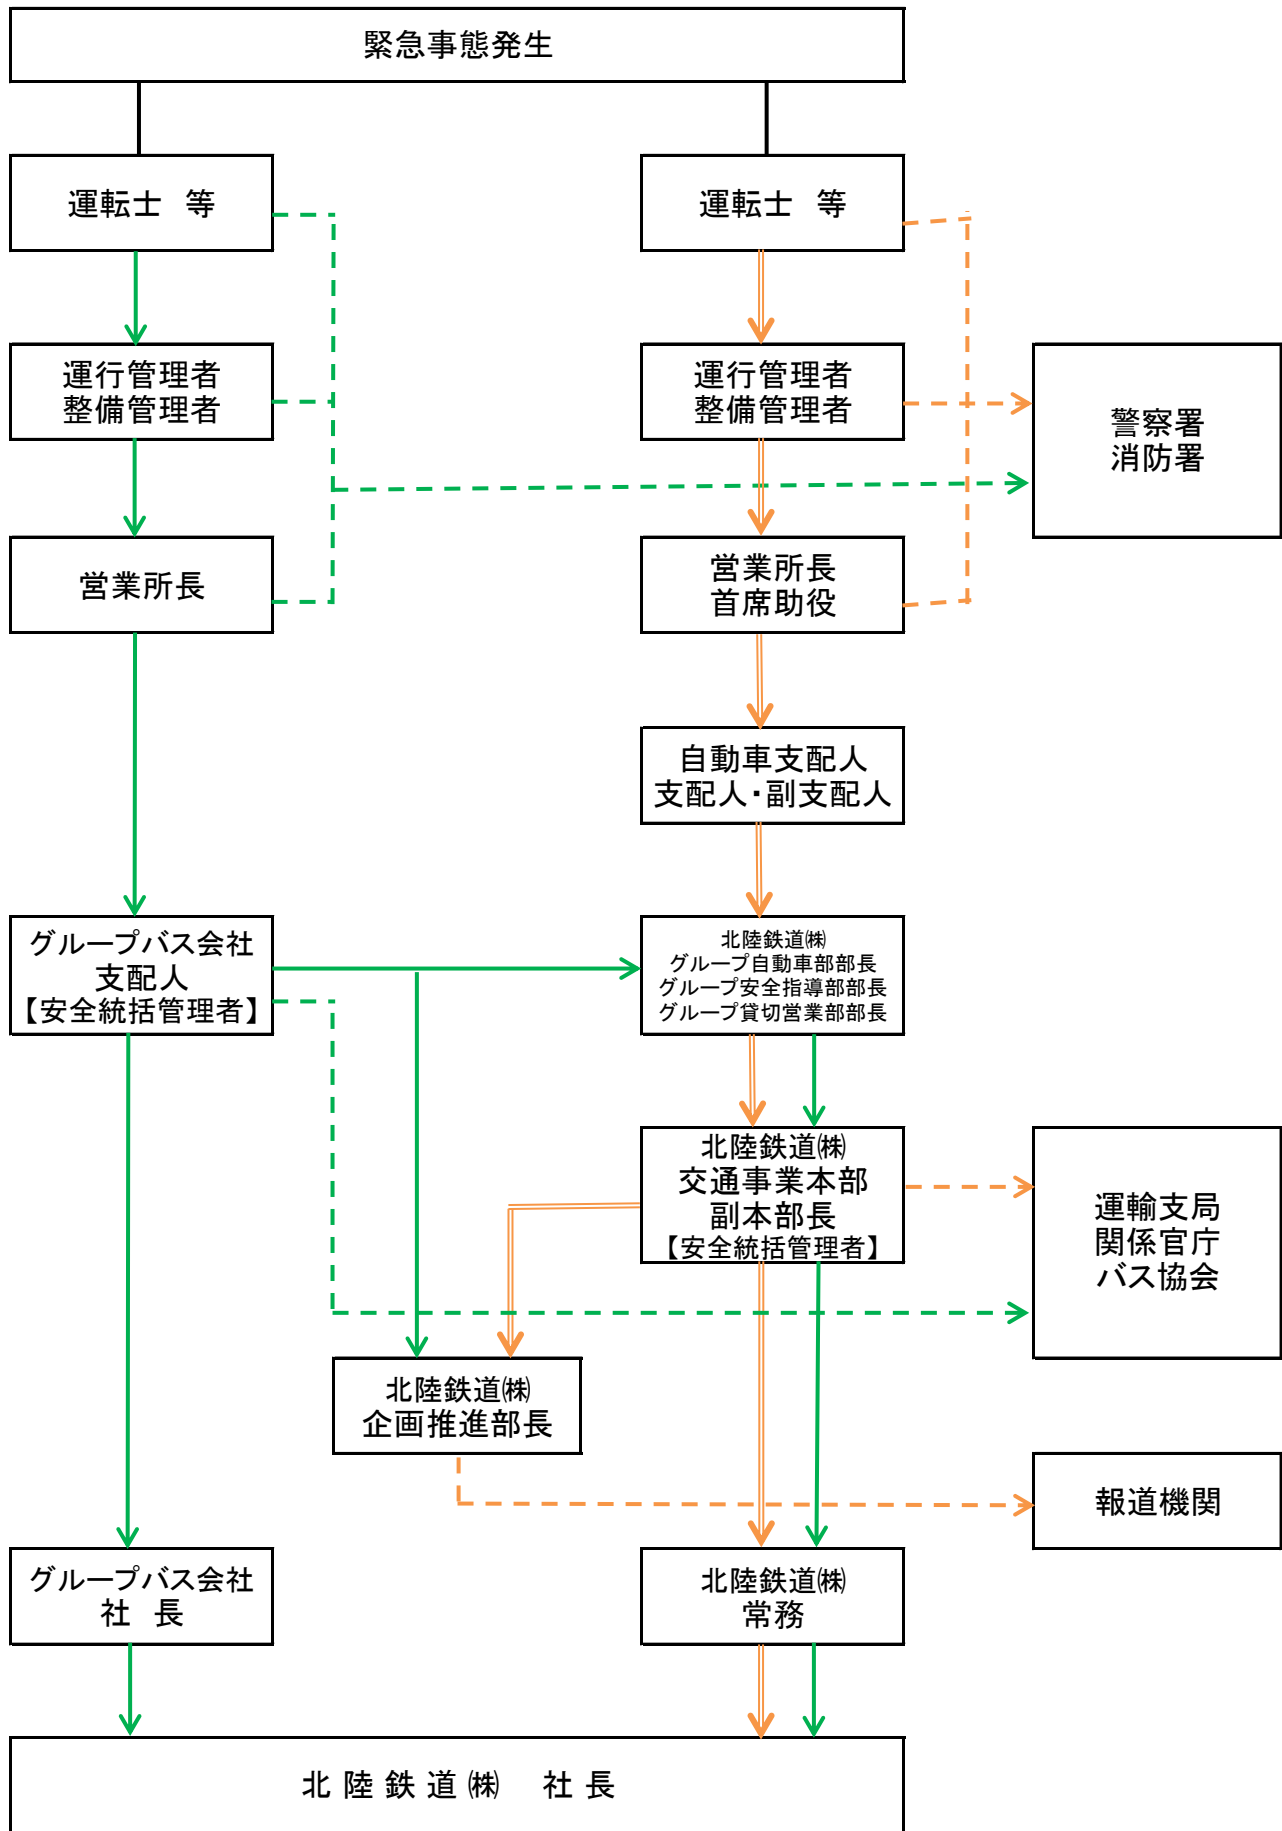 緊急事態発生
運転士　等
運転士　等
運行管理者
整備管理者
運行管理者
整備管理者
警察署
消防署
営業所長
営業所長
首席助役
自動車支配人
支配人・副支配人
グループバス会社
支配人
【安全統括管理者】
北陸鉄道㈱
グループ自動車部部長
グループ安全指導部部長
グループ貸切営業部部長
北陸鉄道㈱
交通事業本部
副本部長
【安全統括管理者】
運輸支局
関係官庁
バス協会
北陸鉄道㈱
企画推進部長
報道機関
グループバス会社
社　長
北陸鉄道㈱
常務
北 陸 鉄 道 ㈱　社 長